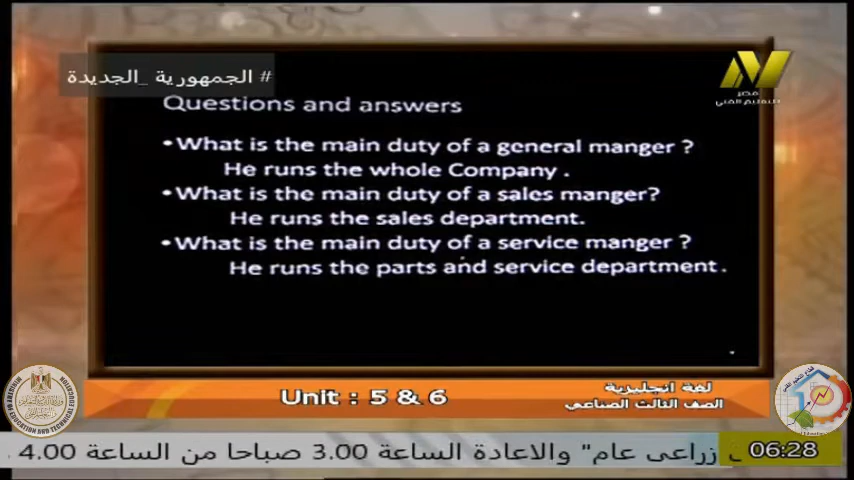 # الجمهورية _الجديدة
مصر
للتعليم الفني
Questions and answers
•What is the main duty of a general manger ?
He runs the whole Company .
•What is the main duty of a sales manger?
He runs the sales department.
•What is the main duty of a service manger ?
He runs the parts and service department.
Unit : 5 & 6
لغة انجليزية
الصف الثالث الصناعي
زراعى عام" والاعادة الساعة 3.00 صباحا من الساعة 4.00
06:28